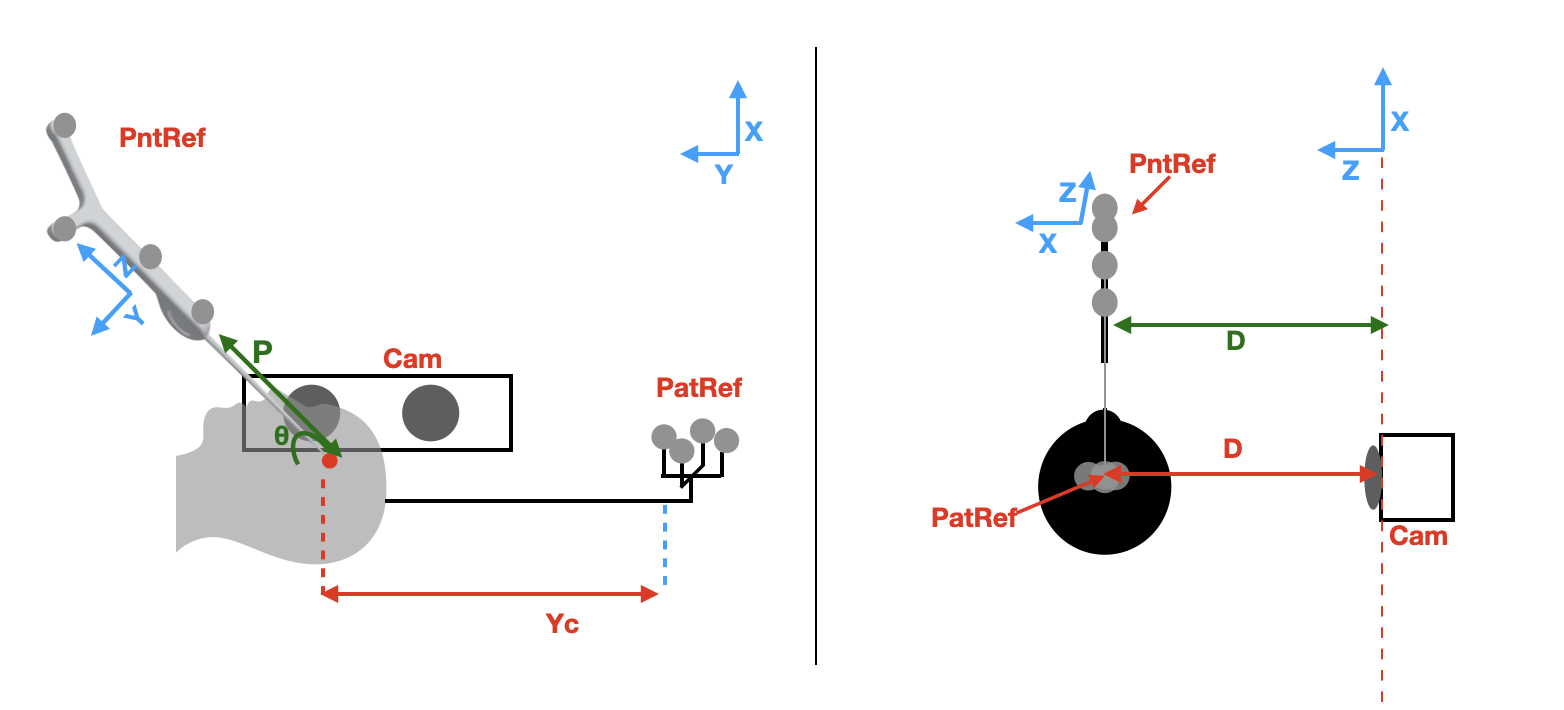 PntRef
X
Y
Z
Y
P
Cam
θ
PatRef
Yc
X
Z
PntRef
Z
X
D
D
PatRef
Cam